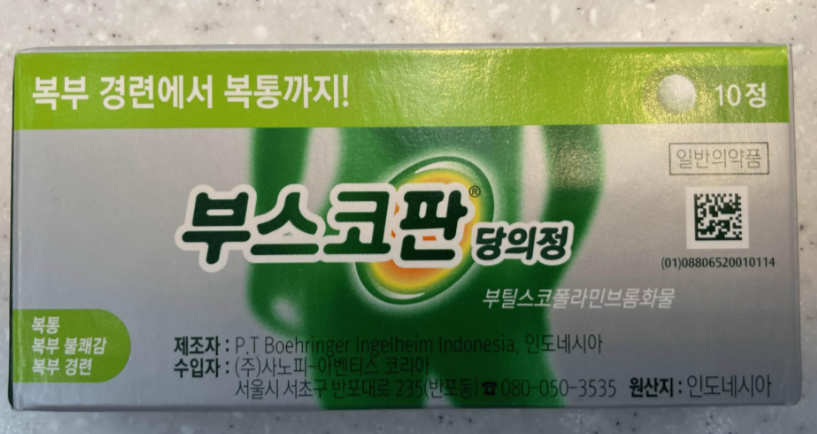 복부 경련에서 복통까지!
10정
일반의약품
부스코판® 당의정
(01)08806520010114
부틸스코폴라민브롬화물
복통
복부 불쾌감
복부 경련
제조자 : P.T Boehringer Ingelheim Indonesia, 인도네시아
수입자 : (주)사노피-아벤티스 코리아
서울시 서초구 반포대로 235(반포동) ☎ 080-050-3535 원산지 : 인도네시아